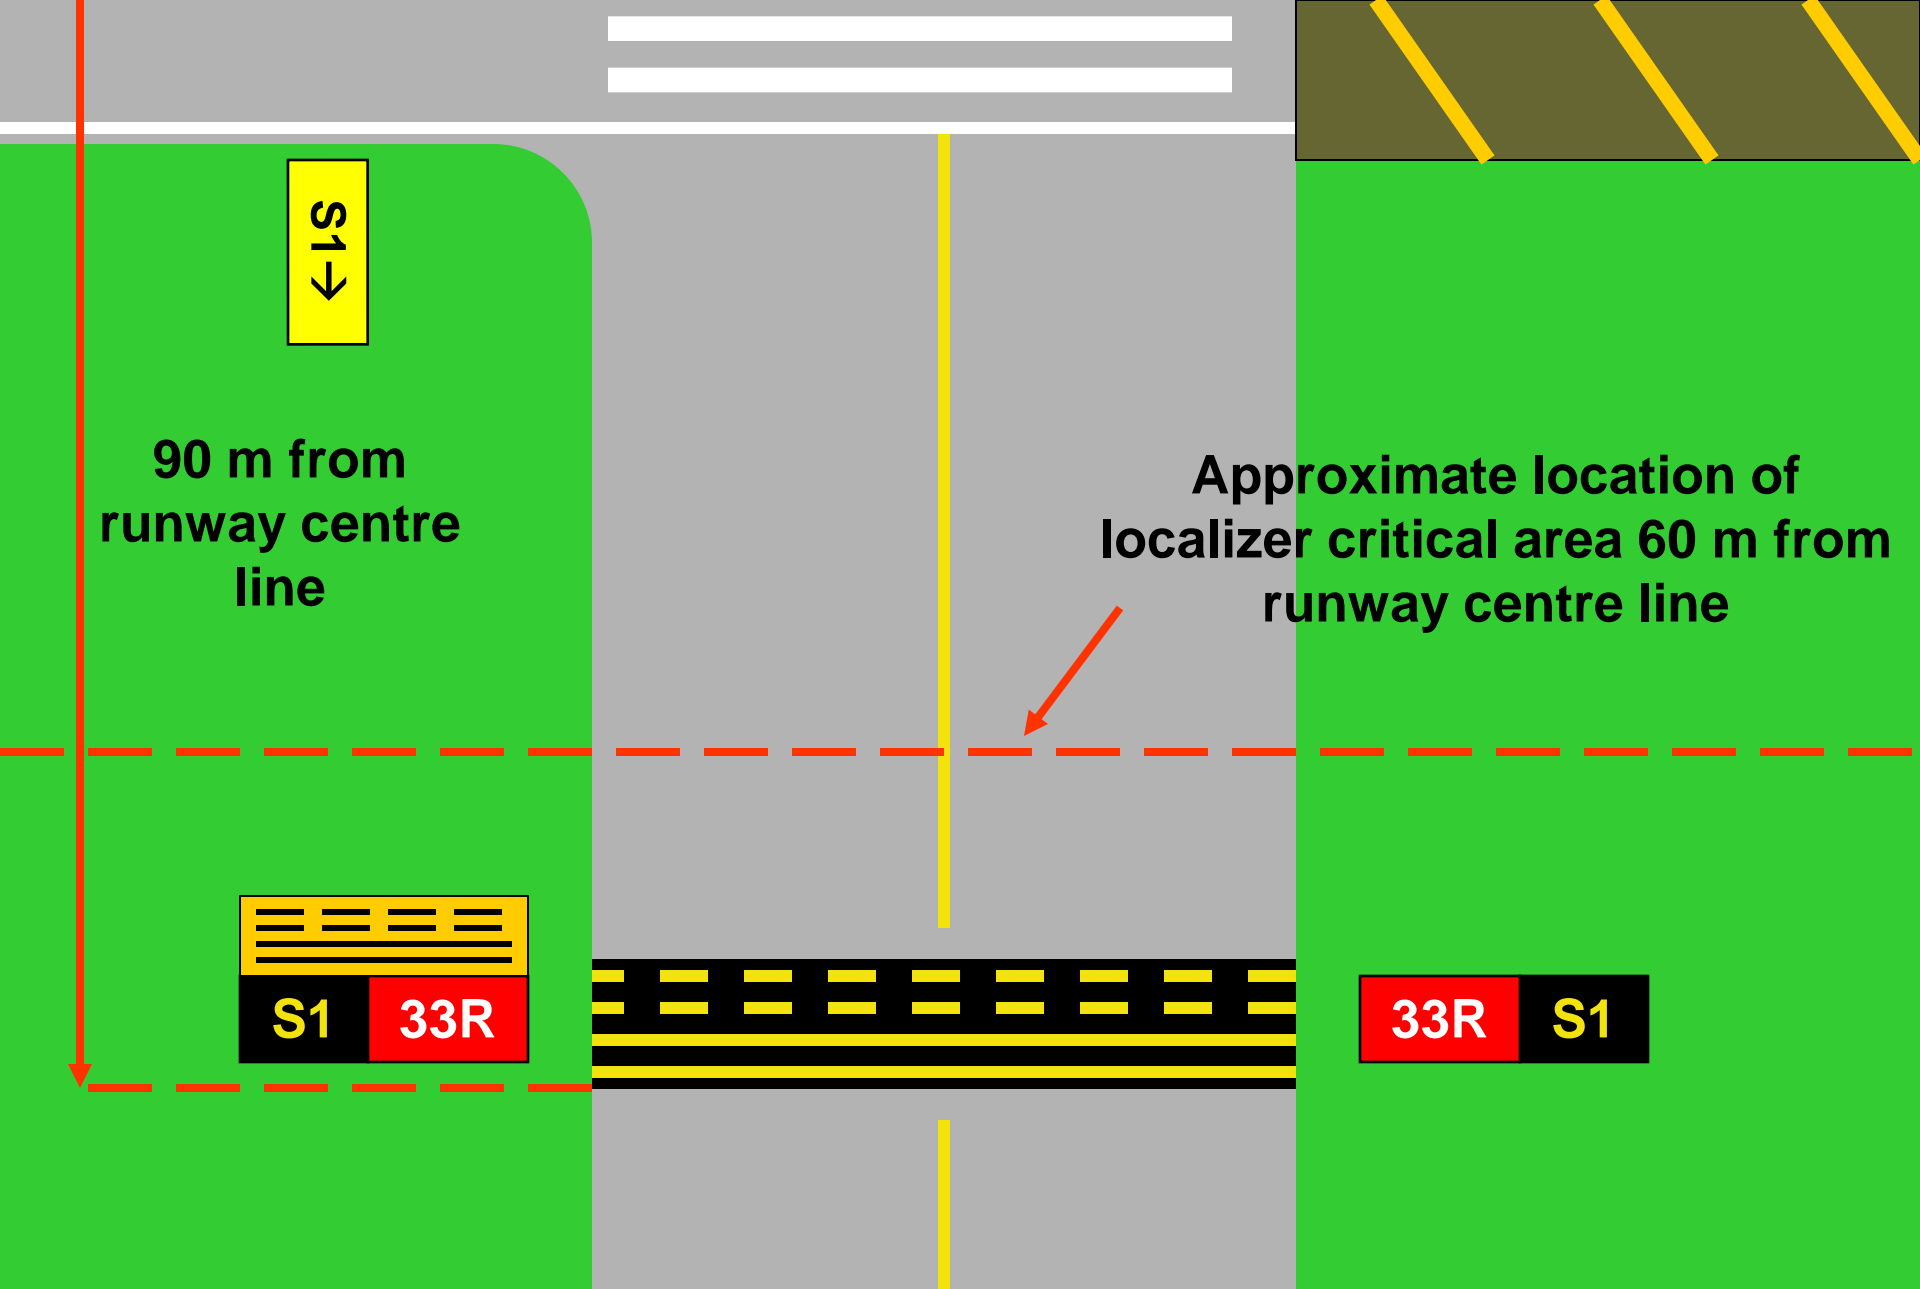 S1→
90 m from
runway centre
line
Approximate location of
localizer critical area 60 m from
runway centre line
S1 33R
33R S1